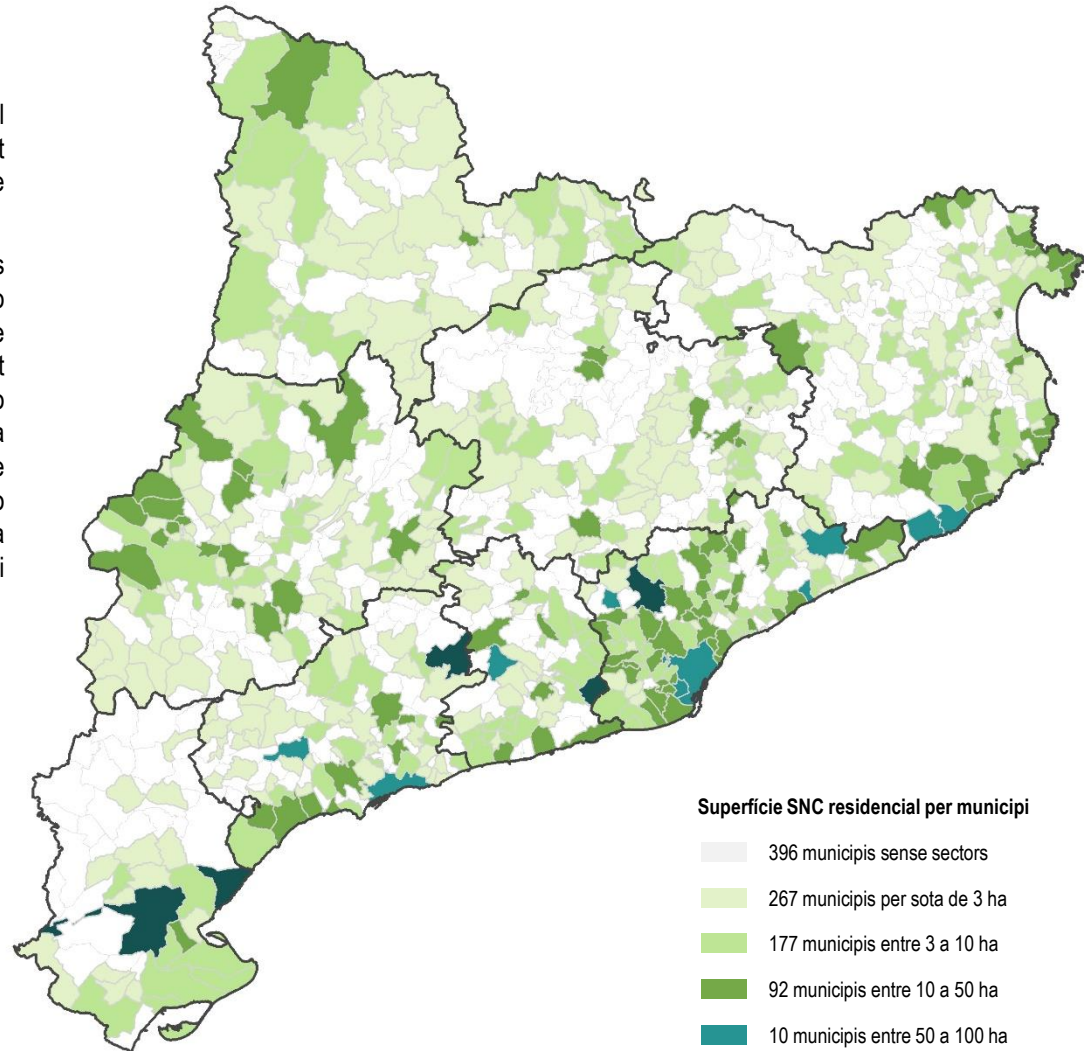 l
t
e
s
o
e
t
o
a
e
o
a
i
Superfície SNC residencial per municipi
396 municipis sense sectors
267 municipis per sota de 3 ha
177 municipis entre 3 a 10 ha
92 municipis entre 10 a 50 ha
10 municipis entre 50 a 100 ha